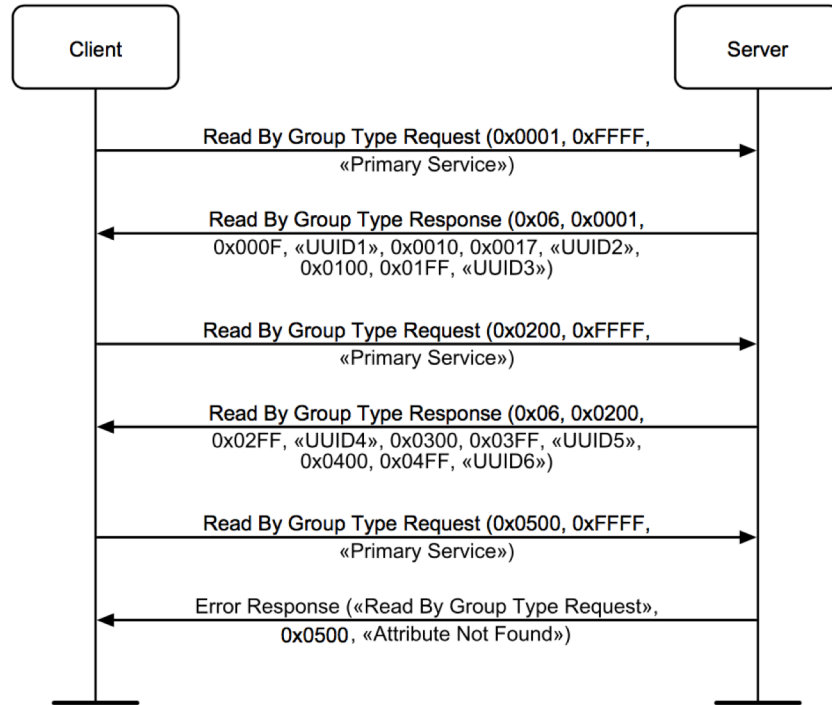 Client
Server
Read By Group Type Request (0x0001, 0xFFFF,
«Primary Service»)
Read By Group Type Response (0x06, 0x0001,
0x000F, «UUID1», 0x0010, 0x0017, «UUID2»,
0x0100, 0x01FF, «UUID3»)
Read By Group Type Request (0x0200, 0xFFFF,
«Primary Service»)
Read By Group Type Response (0x06, 0x0200,
0x02FF, «UUID4», 0x0300, 0x03FF, «UUID5»,
0x0400, 0x04FF, «UUID6»)
Read By Group Type Request (0x0500, 0xFFFF,
«Primary Service»)
Error Response («Read By Group Type Request»,
0x0500, «Attribute Not Found»)